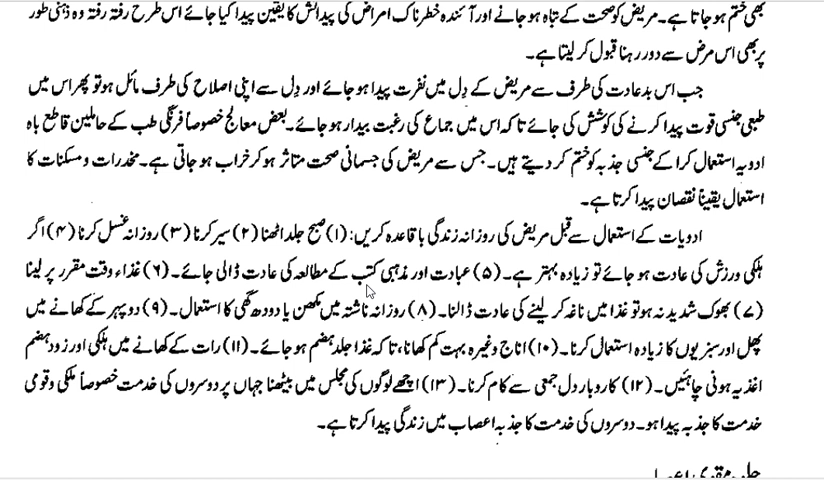 بھی ختم ہو جاتا ہے۔ مریض کو صحت کے تباہ ہو جانے اور آئندہ خطرناک امراض کی پیدائش کا یقین پیدا کیا جائے اس طرح رفتہ رفتہ وہ ذہنی طور
پر بھی اس مرض سے دور رہنا قبول کر لیتا ہے۔
جب اس بدعادت کی طرف سے مریض کے دِل میں نفرت پیدا ہو جائے اور دِل سے اپنی اصلاح کی طرف مائل ہو تو پھر اس میں
طبعی جنسی قوت پیدا کرنے کی کوشش کی جائے تاکہ اس میں جماع کی رغبت بیدار ہو جائے۔ بعض معالج خصوصاً فرنگی طب کے حاملین قاطع باہ
ادویہ استعمال کرا کے جنسی جذبہ کو ختم کر دیتے ہیں۔ جس سے مریض کی جسمانی صحت متاثر ہو کر خراب ہو جاتی ہے۔ مخدرات و مسکنات کا
استعمال یقیناً نقصان پیدا کرتا ہے۔
ادویات کے استعمال سے قبل مریض کی روزانہ زندگی باقاعدہ کریں: (۱) صبح جلد اٹھنا (۲) سیر کرنا (۳) روزانہ غسل کرنا (۴) اگر
ہلکی ورزش کی عادت ہو جائے تو زیادہ بہتر ہے۔ (۵) عبادت اور مذہبی کتب کے مطالعہ کی عادت ڈالی جائے۔ (۶) غذاء وقت مقرر پر لینا
(۷) بھوک شدید نہ ہو تو غذا میں ناغہ کر لینے کی عادت ڈالنا۔ (۸) روزانہ ناشتہ میں مکھن یا دودھ گھی کا استعمال۔ (۹) دوپہر کے کھانے میں
پھل اور سبزیوں کا زیادہ استعمال کرنا۔ (۱۰) اناج وغیرہ بہت کم کھانا، تاکہ غذا جلد ہضم ہو جائے۔ (۱۱) رات کے کھانے میں ہلکی اور زود ہضم
اغذیہ ہونی چاہئیں۔ (۱۲) کاروبار دل جمعی سے کام کرنا۔ (۱۳) اچھے لوگوں کی مجلس میں بیٹھنا جہاں پر دوسروں کی خدمت خصوصاً ملکی و قومی
خدمت کا جذبہ پیدا ہو۔ دوسروں کی خدمت کا جذبہ اعصاب میں زندگی پیدا کرتا ہے۔